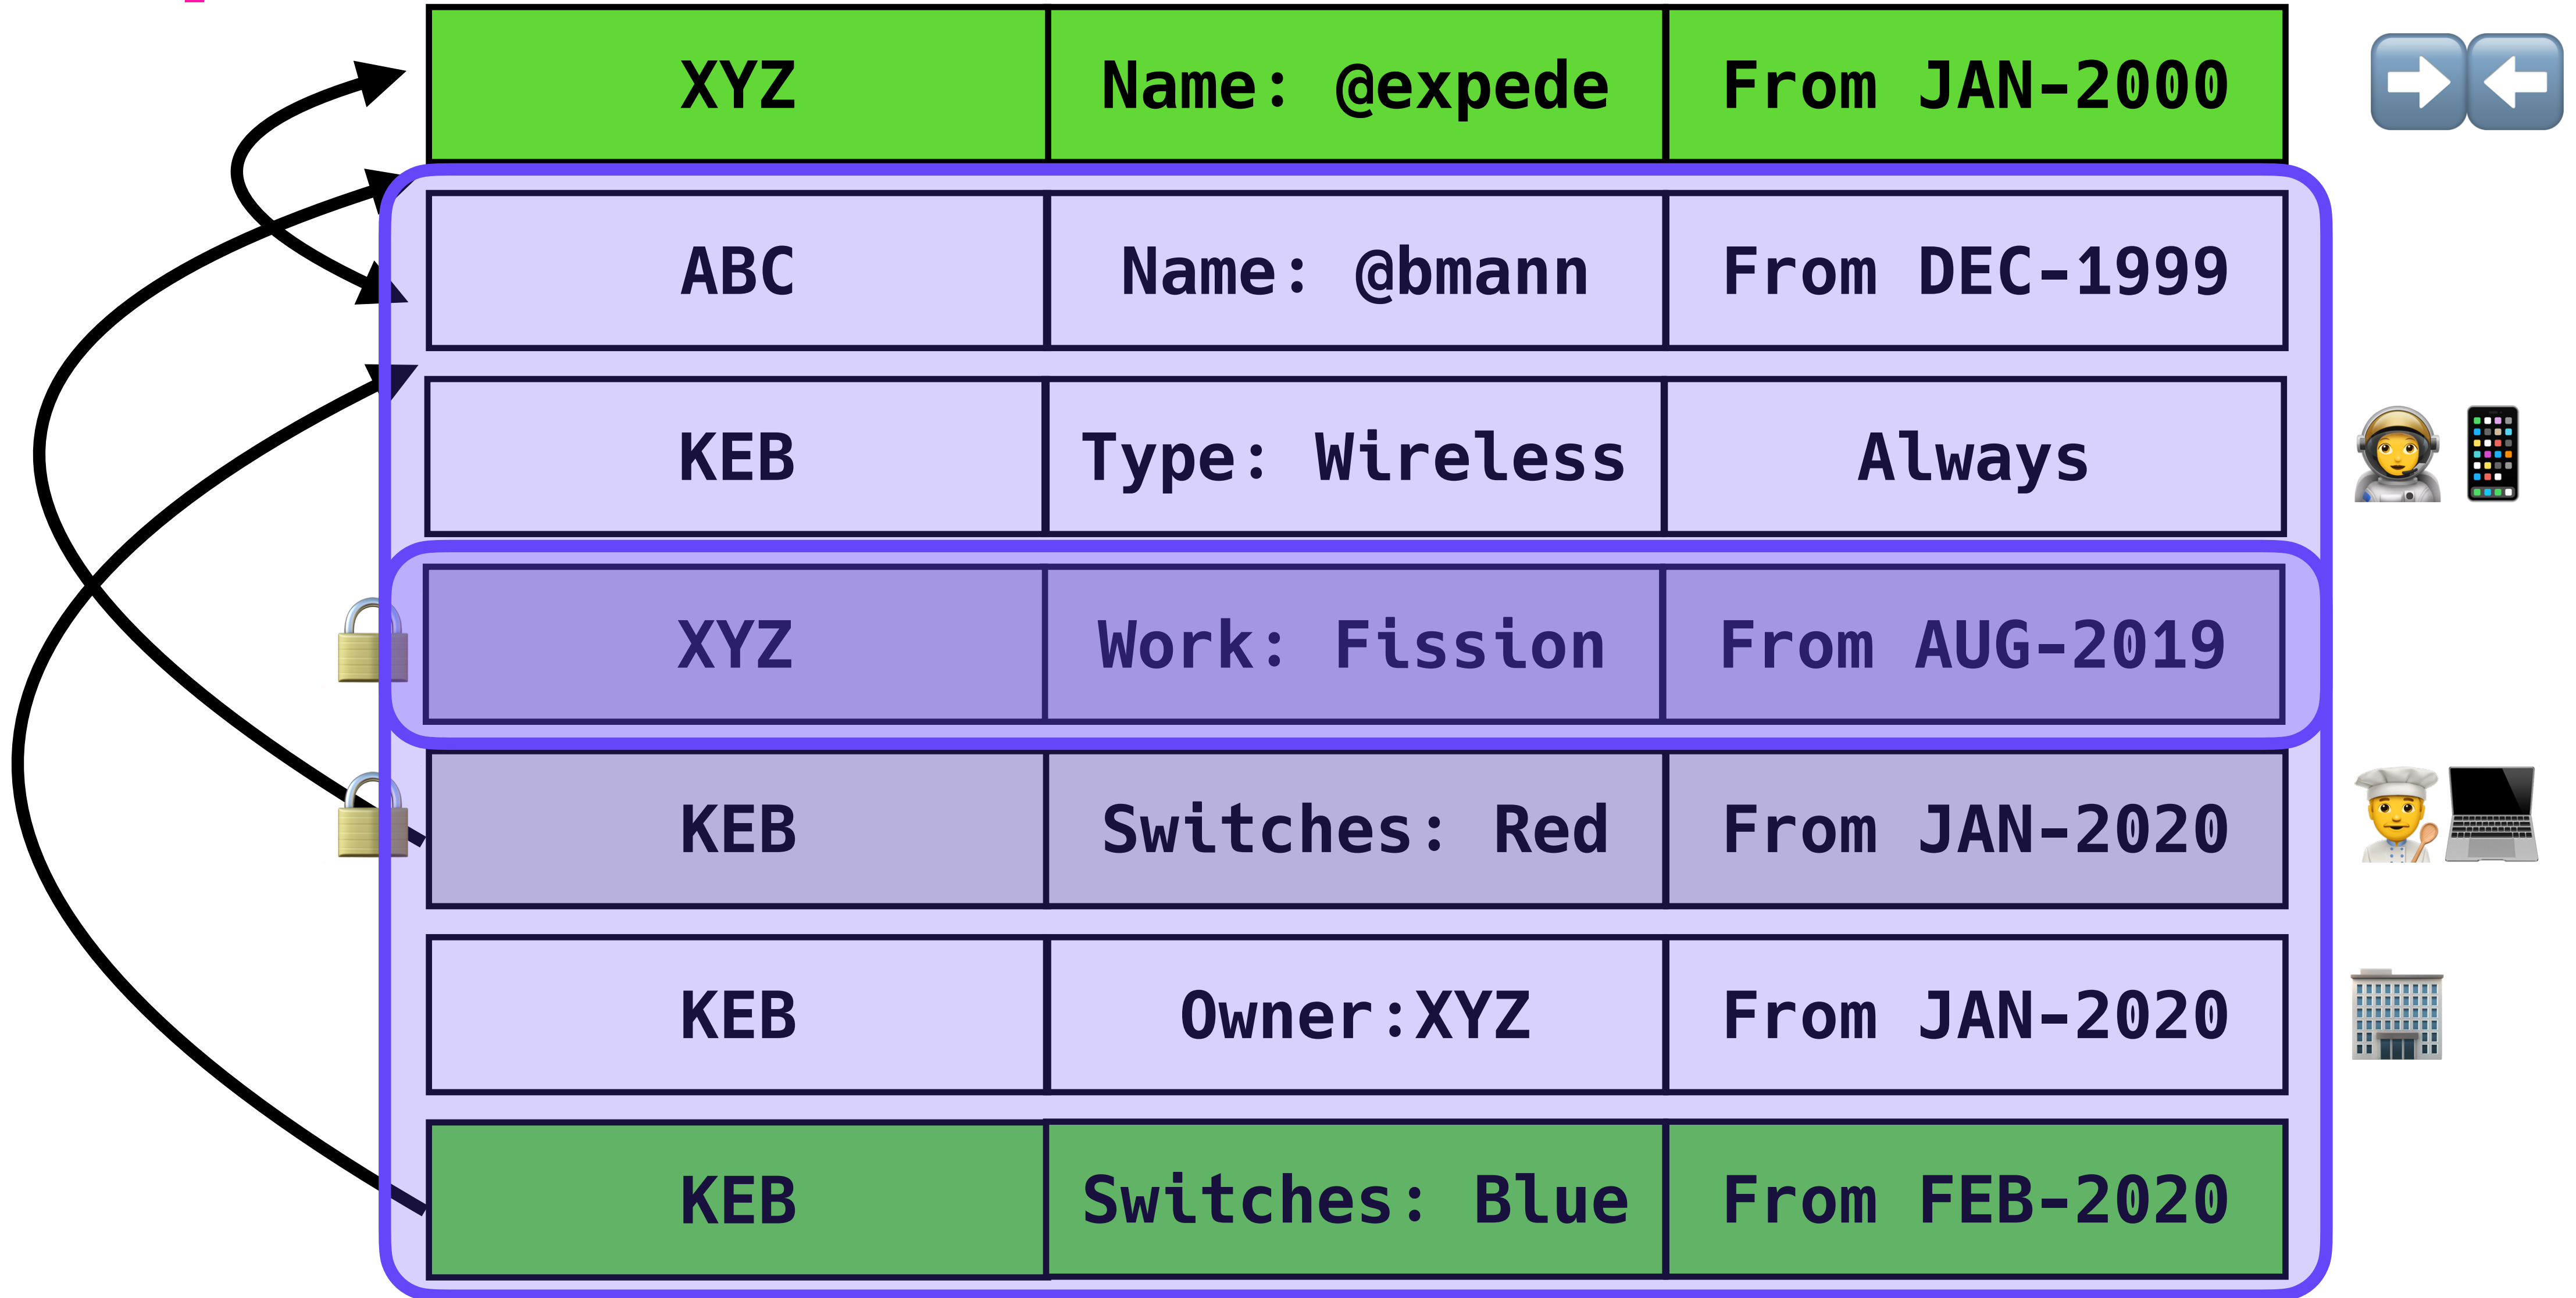 XYZ Name: @expede From JAN-2000
ABC Name: @bmann From DEC-1999
KEB Type: Wireless Always
XYZ Work: Fission From AUG-2019
KEB Switches: Red From JAN-2020
KEB Owner:XYZ From JAN-2020
KEB Switches: Blue From FEB-2020